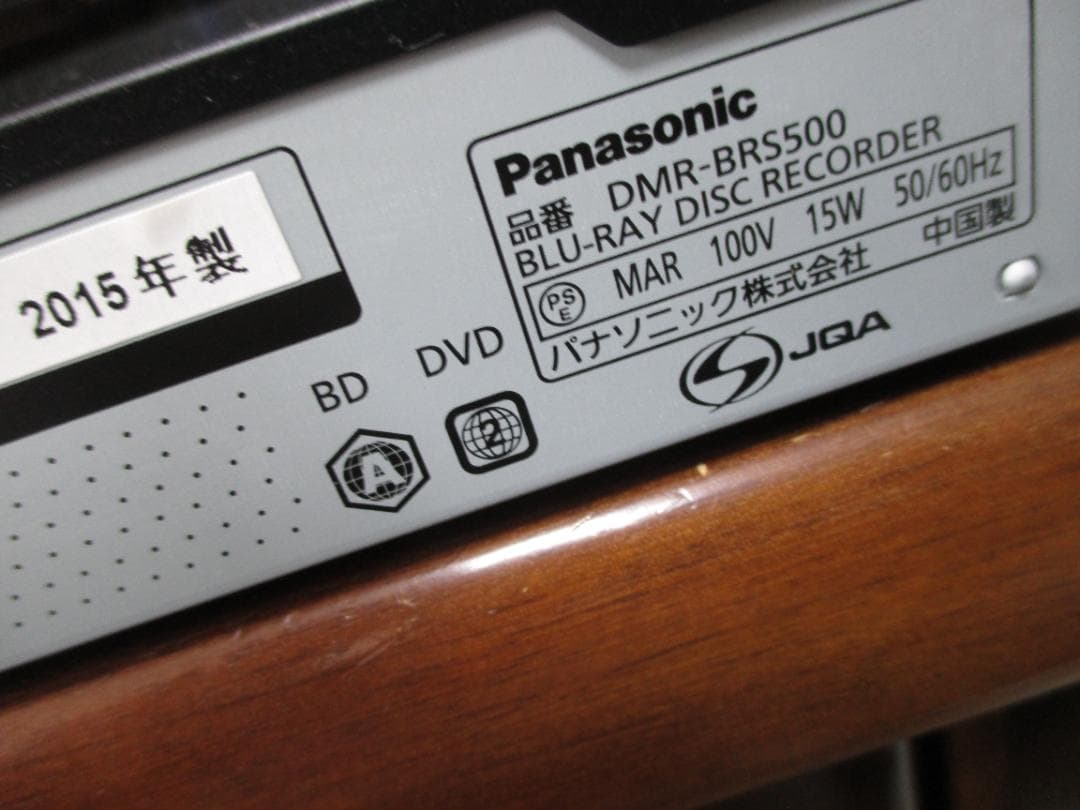 Panasonic
品番 DMR-BRS500
BLU-RAY DISC RECORDER
PSE MAR 100V 15W 50/60Hz
パナソニック株式会社 中国製
JQA
2015年製
BD DVD
A 2